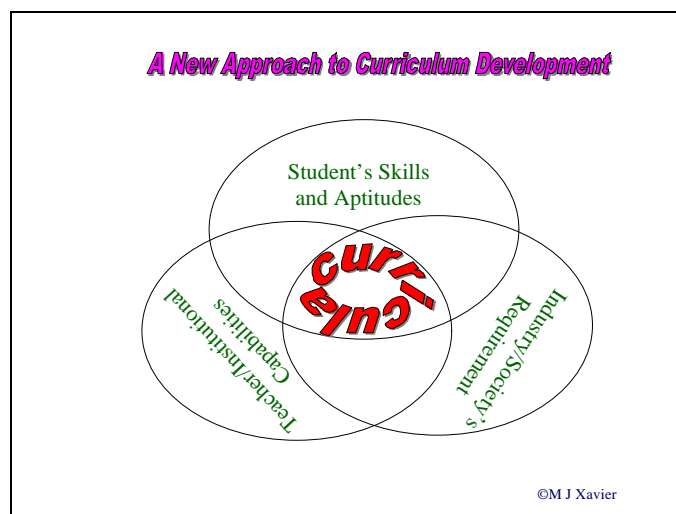 A New Approach to Curriculum Development
Student's Skills
and Aptitudes
curricula
Teacher/Institutional
Capabilities
Industry/Society's
Requirement
©M J Xavier